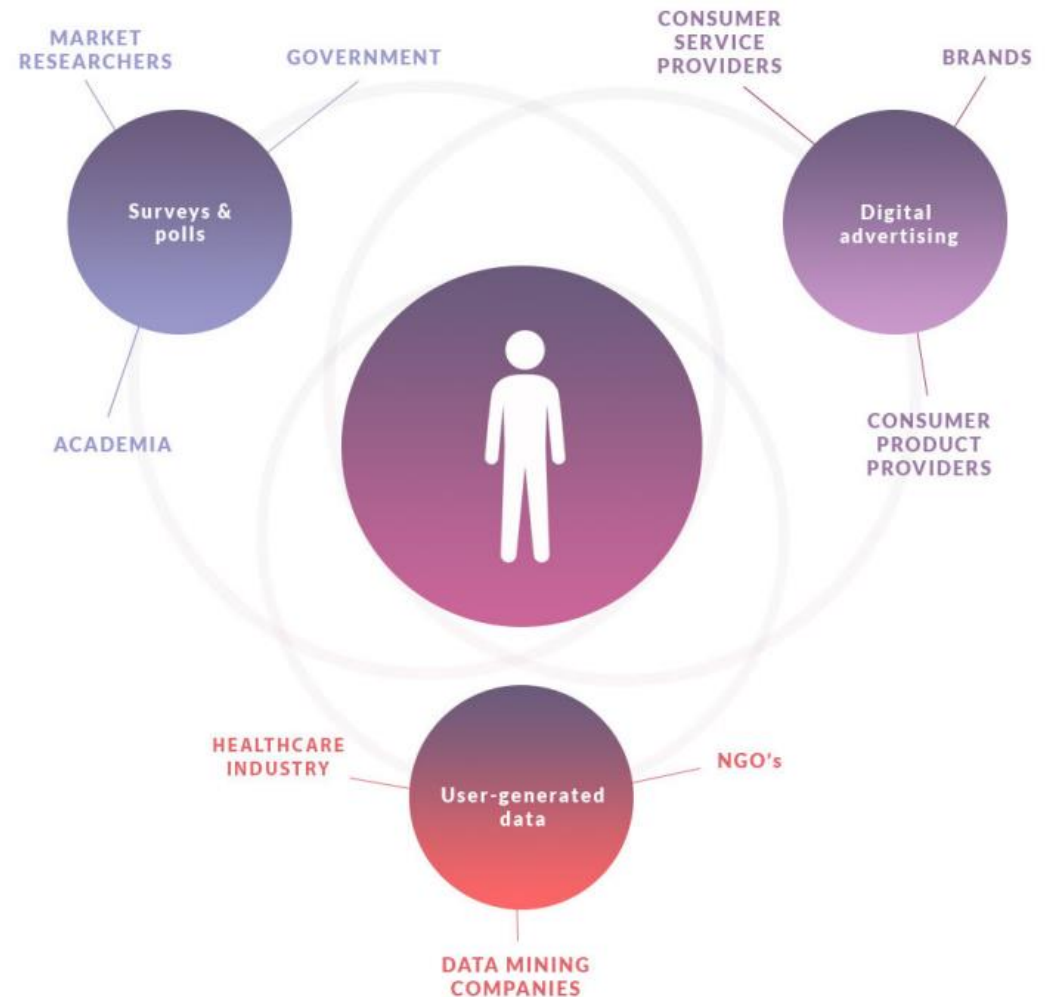 MARKET
RESEARCHERS
GOVERNMENT
Surveys &
polls
ACADEMIA
CONSUMER
SERVICE
PROVIDERS
BRANDS
Digital
advertising
CONSUMER
PRODUCT
PROVIDERS
HEALTHCARE
INDUSTRY
NGO's
User-generated
data
DATA MINING
COMPANIES